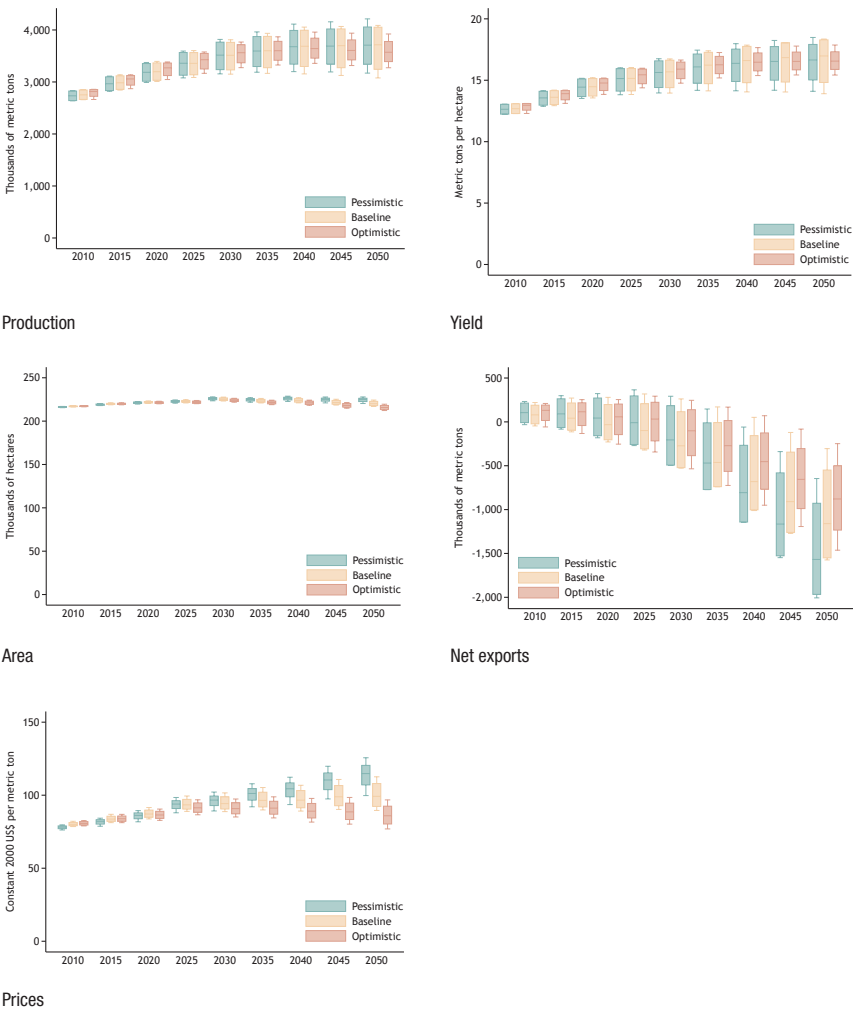 4,000
3,000
2,000
1,000
0
Thousands of metric tons
Pessimistic
Baseline
Optimistic
2010 2015 2020 2025 2030 2035 2040 2045 2050
Production
20
15
10
5
0
Metric tons per hectare
Pessimistic
Baseline
Optimistic
2010 2015 2020 2025 2030 2035 2040 2045 2050
Yield
250
200
150
100
50
0
Thousands of hectares
Pessimistic
Baseline
Optimistic
2010 2015 2020 2025 2030 2035 2040 2045 2050
Area
500
0
-500
-1,000
-1,500
-2,000
Thousands of metric tons
Pessimistic
Baseline
Optimistic
2010 2015 2020 2025 2030 2035 2040 2045 2050
Net exports
150
100
50
0
Constant 2000 US$ per metric ton
Pessimistic
Baseline
Optimistic
2010 2015 2020 2025 2030 2035 2040 2045 2050
Prices